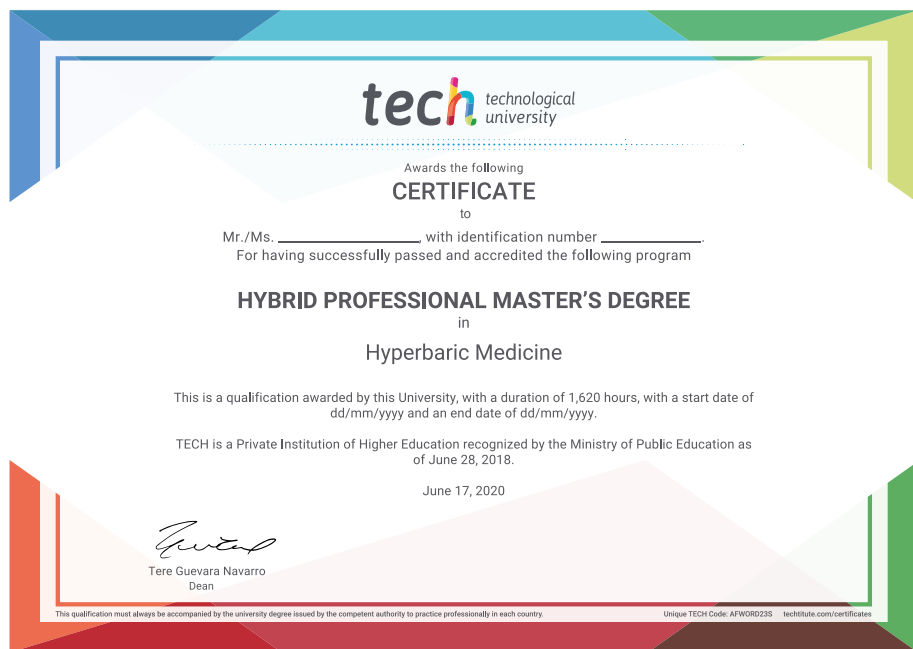 tech technological
university
Awards the following
CERTIFICATE
to
Mr./Ms. ____________________, with identification number ______________.
For having successfully passed and accredited the following program
HYBRID PROFESSIONAL MASTER'S DEGREE
in
Hyperbaric Medicine
This is a qualification awarded by this University, with a duration of 1,620 hours, with a start date of
dd/mm/yyyy and an end date of dd/mm/yyyy.
TECH is a Private Institution of Higher Education recognized by the Ministry of Public Education as
of June 28, 2018.
June 17, 2020
Tere Guevara Navarro
Dean
This qualification must always be accompanied by the university degree issued by the competent authority to practice professionally in each country.
Unique TECH Code: AFWORD23S techtitute.com/certificates